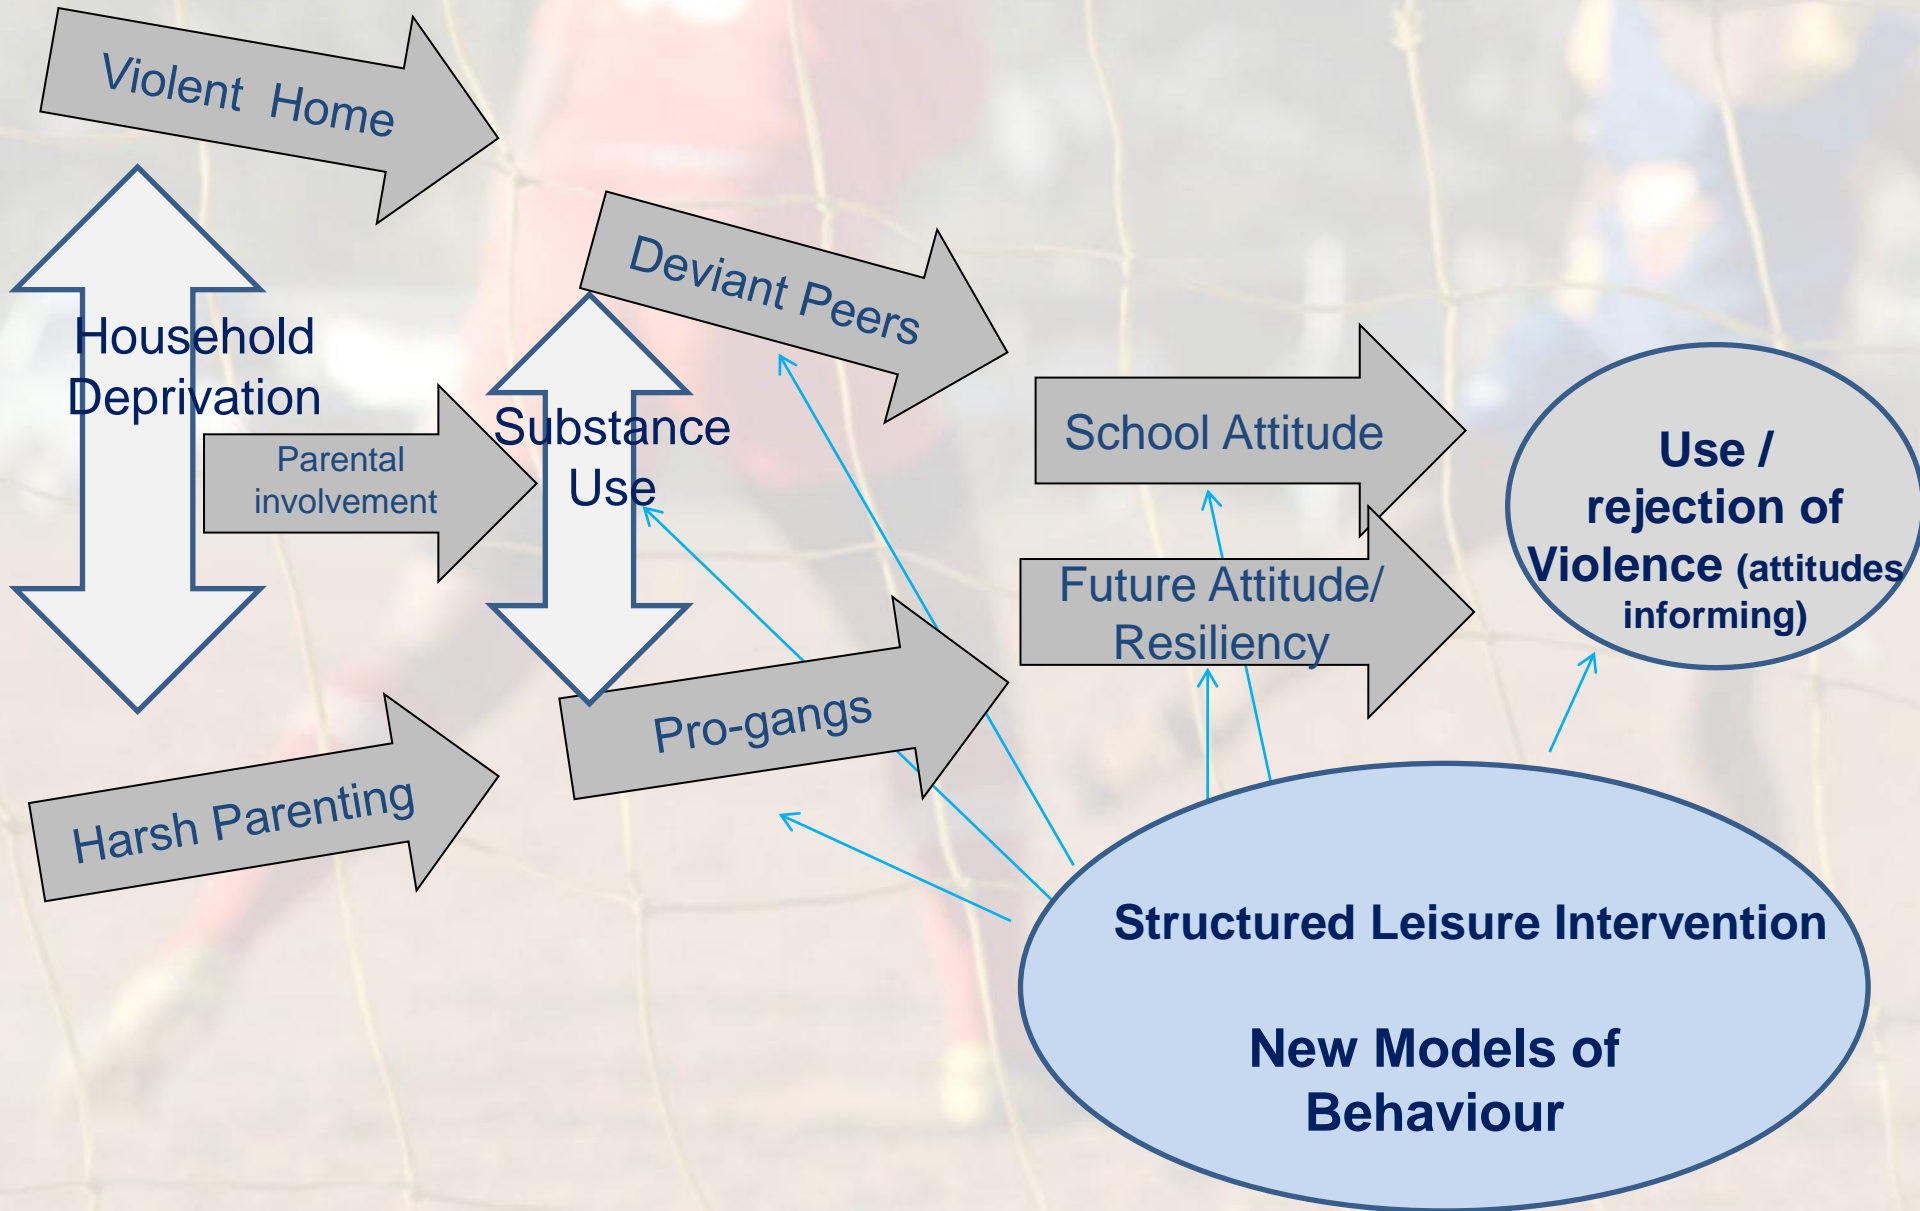 Violent Home
Household
Deprivation
Parental
involvement
Harsh Parenting
Deviant Peers
Substance
Use
Pro-gangs
School Attitude
Future Attitude/
Resiliency
Use /
rejection of
Violence (attitudes
informing)
Structured Leisure Intervention
New Models of
Behaviour